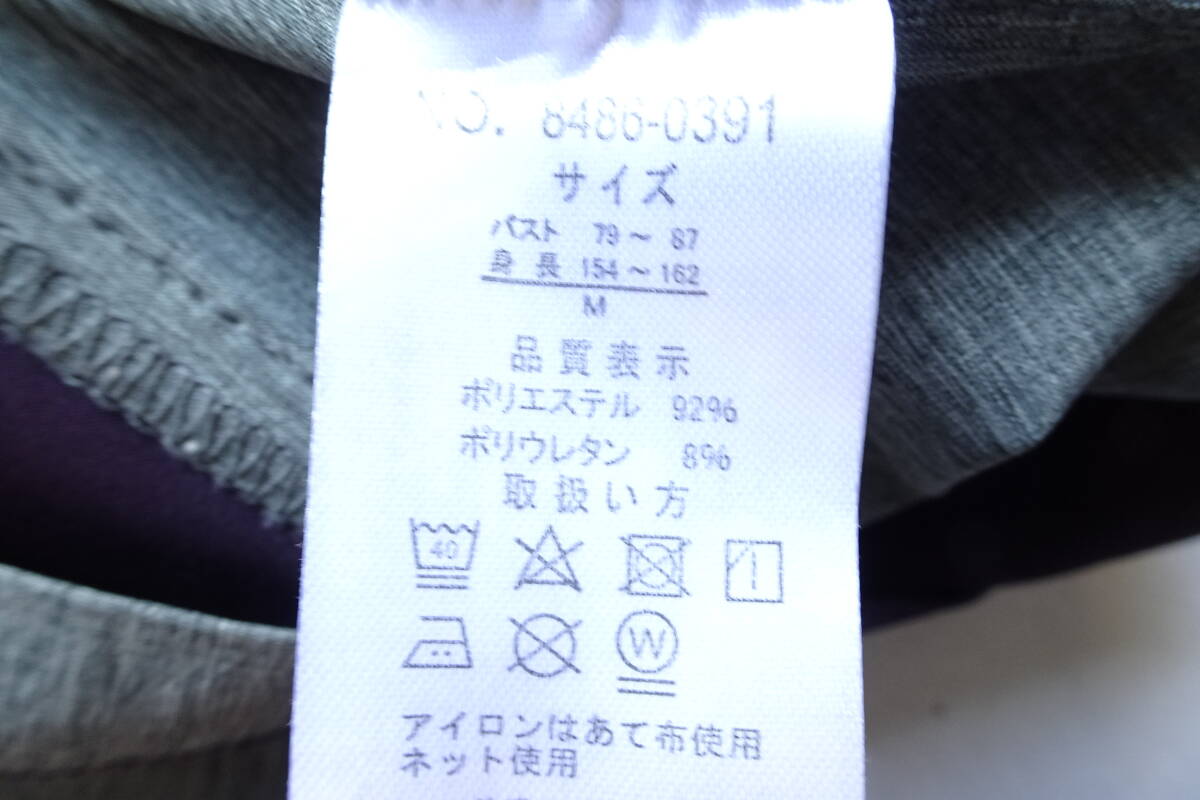 NO. 8486-0391
サイズ
バスト 79～ 87
身 長 154～162
M
品質表示
ポリエステル 92%
ポリウレタン 8%
取扱い方
40
W
アイロンはあて布使用
ネット使用